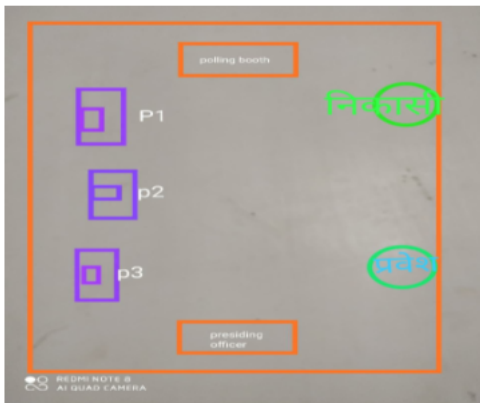 polling booth
P1
निकासी
p2
प्रवेश
p3
presiding
officer
REDMI NOTE 8
AI QUAD CAMERA